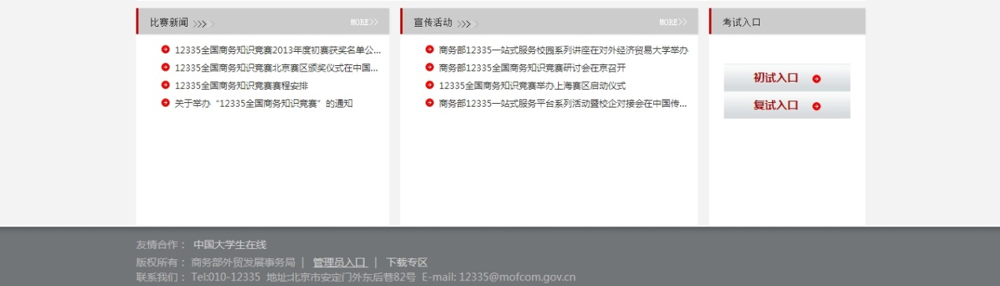 比赛新闻 >>> MORE>>
12335全国商务知识竞赛2013年度初赛获奖名单公...
12335全国商务知识竞赛北京赛区颁奖仪式在中国...
12335全国商务知识竞赛赛程安排
关于举办“12335全国商务知识竞赛”的通知
宣传活动 >>> MORE>>
商务部12335一站式服务校园系列讲座在对外经济贸易大学举办
商务部12335全国商务知识竞赛研讨会在京召开
12335全国商务知识竞赛举办上海赛区启动仪式
商务部12335一站式服务平台系列活动暨校企对接会在中国传...
考试入口
初试入口
复试入口
友情合作： 中国大学生在线
版权所有： 商务部外贸发展事务局 | 管理员入口 | 下载专区
联系我们： Tel:010-12335 地址:北京市安定门外东后巷82号 E-mail: 12335@mofcom.gov.cn